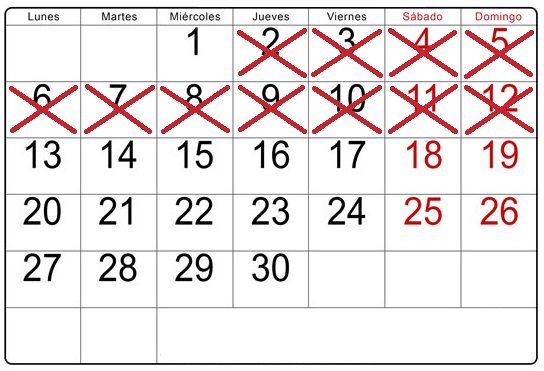 Lunes Martes Miércoles Jueves Viernes Sábado Domingo
1 2 3 4 5
6 7 8 9 10 11 12
13 14 15 16 17 18 19
20 21 22 23 24 25 26
27 28 29 30